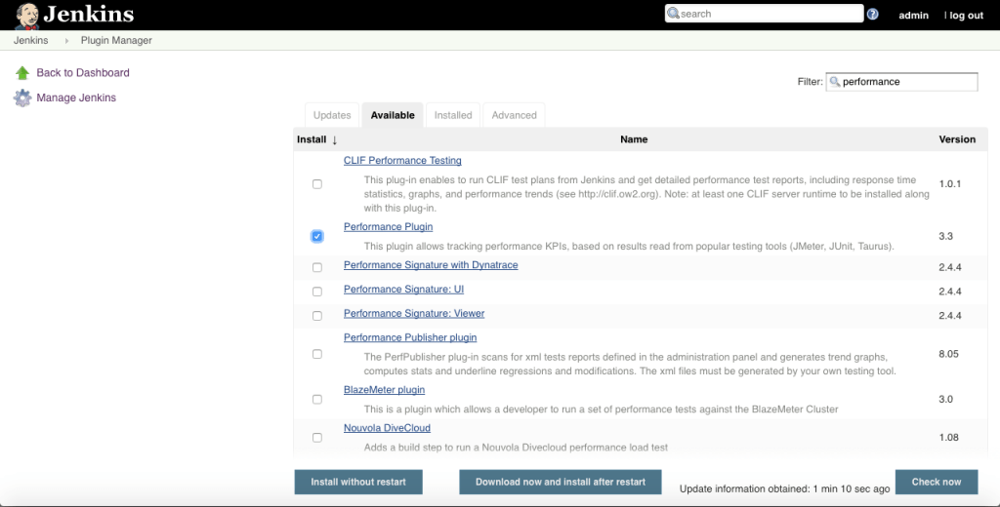 Jenkins
search
admin
| log out
Jenkins
Plugin Manager
Back to Dashboard
Manage Jenkins
Filter: performance
Updates
Available
Installed
Advanced
Install ↓
Name
Version
CLIF Performance Testing
This plug-in enables to run CLIF test plans from Jenkins and get detailed performance test reports, including response time
statistics, graphs, and performance trends (see http://clif.ow2.org). Note: at least one CLIF server runtime to be installed along
with this plug-in.
1.0.1
Performance Plugin
This plugin allows tracking performance KPIs, based on results read from popular testing tools (JMeter, JUnit, Taurus).
3.3
Performance Signature with Dynatrace
2.4.4
Performance Signature: UI
2.4.4
Performance Signature: Viewer
2.4.4
Performance Publisher plugin
The PerfPublisher plug-in scans for xml tests reports defined in the administration panel and generates trend graphs,
computes stats and underline regressions and modifications. The xml files must be generated by your own testing tool.
8.05
BlazeMeter plugin
This is a plugin which allows a developer to run a set of performance tests against the BlazeMeter Cluster
3.0
Nouvola DiveCloud
Adds a build step to run a Nouvola Divecloud performance load test
1.08
Install without restart
Download now and install after restart
Update information obtained: 1 min 10 sec ago
Check now